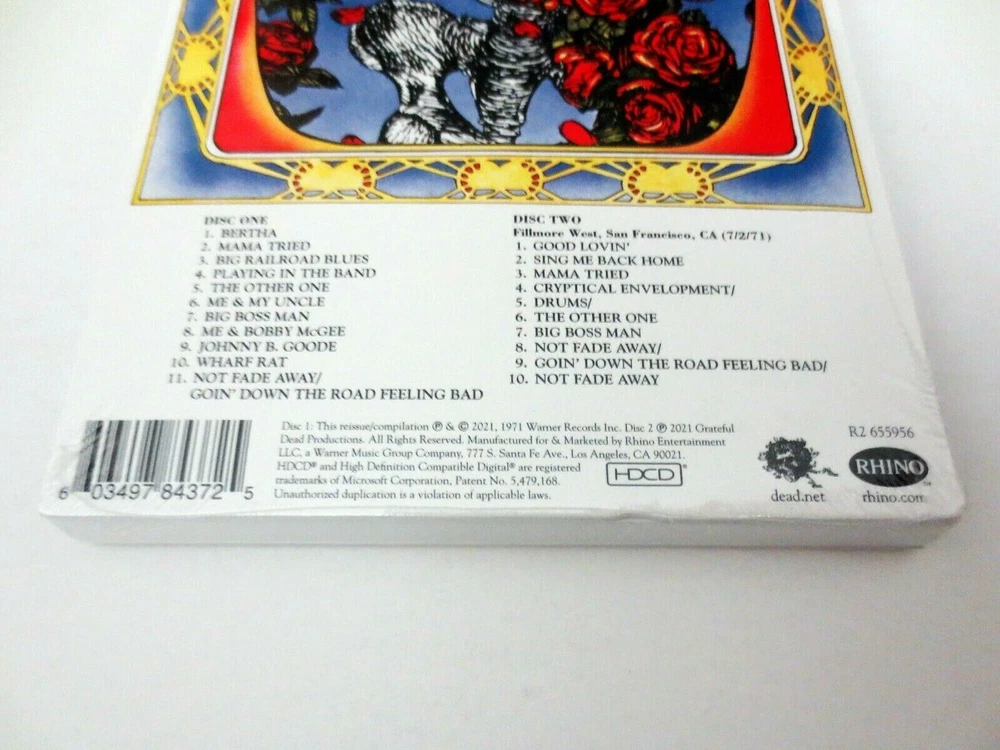 DISC ONE
1. BERTHA
2. MAMA TRIED
3. BIG RAILROAD BLUES
4. PLAYING IN THE BAND
5. THE OTHER ONE
6. ME & MY UNCLE
7. BIG BOSS MAN
8. ME & BOBBY McGEE
9. JOHNNY B. GOODE
10. WHARF RAT
11. NOT FADE AWAY/
GOIN' DOWN THE ROAD FEELING BAD
DISC TWO
Fillmore West, San Francisco, CA (7/2/71)
1. GOOD LOVIN'
2. SING ME BACK HOME
3. MAMA TRIED
4. CRYPTICAL ENVELOPMENT/
5. DRUMS/
6. THE OTHER ONE
7. BIG BOSS MAN
8. NOT FADE AWAY/
9. GOIN' DOWN THE ROAD FEELING BAD/
10. NOT FADE AWAY
6 03497 84372 5
Disc 1: This reissue/compilation ℗ & © 2021, 1971 Warner Records Inc. Disc 2 ℗ 2021 Grateful
Dead Productions. All Rights Reserved. Manufactured for & Marketed by Rhino Entertainment
LLC, a Warner Music Group Company, 777 S. Santa Fe Ave., Los Angeles, CA 90021.
HDCD® and High Definition Compatible Digital® are registered
trademarks of Microsoft Corporation, Patent No. 5,479,168.
Unauthorized duplication is a violation of applicable laws.
HDCD®
dead.net
R2 655956
RHINO™
rhino.com